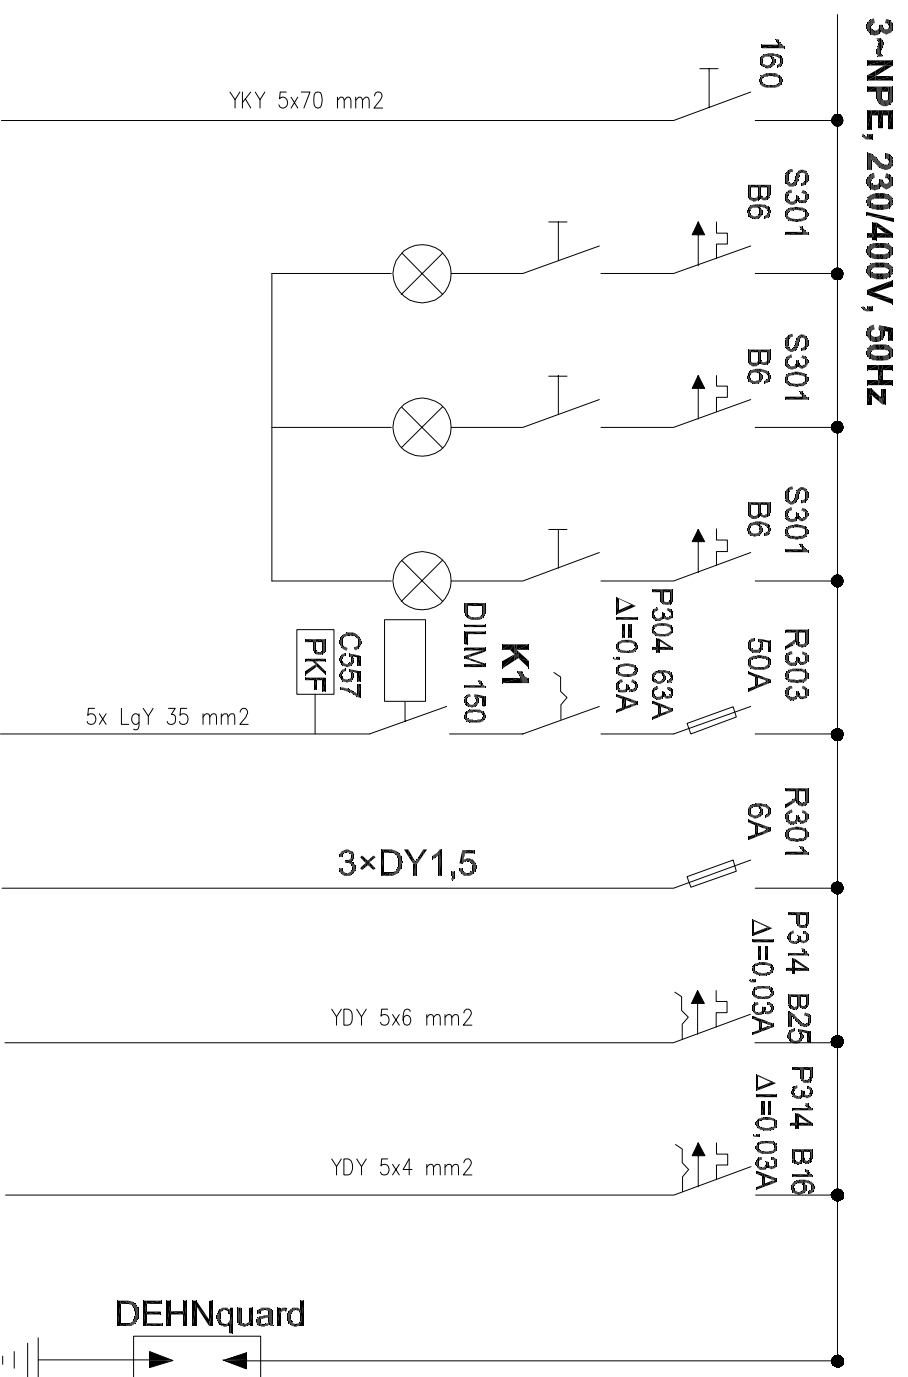 3~NPE, 230/400V, 50Hz
160
YKY 5x70 mm2
S301
B6
S301
B6
S301
B6
R303
50A
P304 63A
ΔI=0,03A
K1
DILM 150
C557
PKF
5x LgY 35 mm2
R301
6A
3×DY1,5
P314 B25
ΔI=0,03A
YDY 5x6 mm2
P314 B16
ΔI=0,03A
YDY 5x4 mm2
DEHNquard